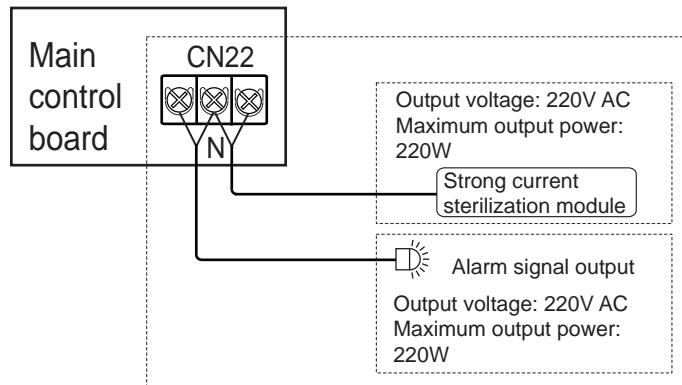 Main
control
board
CN22
N
Output voltage: 220V AC
Maximum output power:
220W
Strong current
sterilization module
Alarm signal output
Output voltage: 220V AC
Maximum output power:
220W